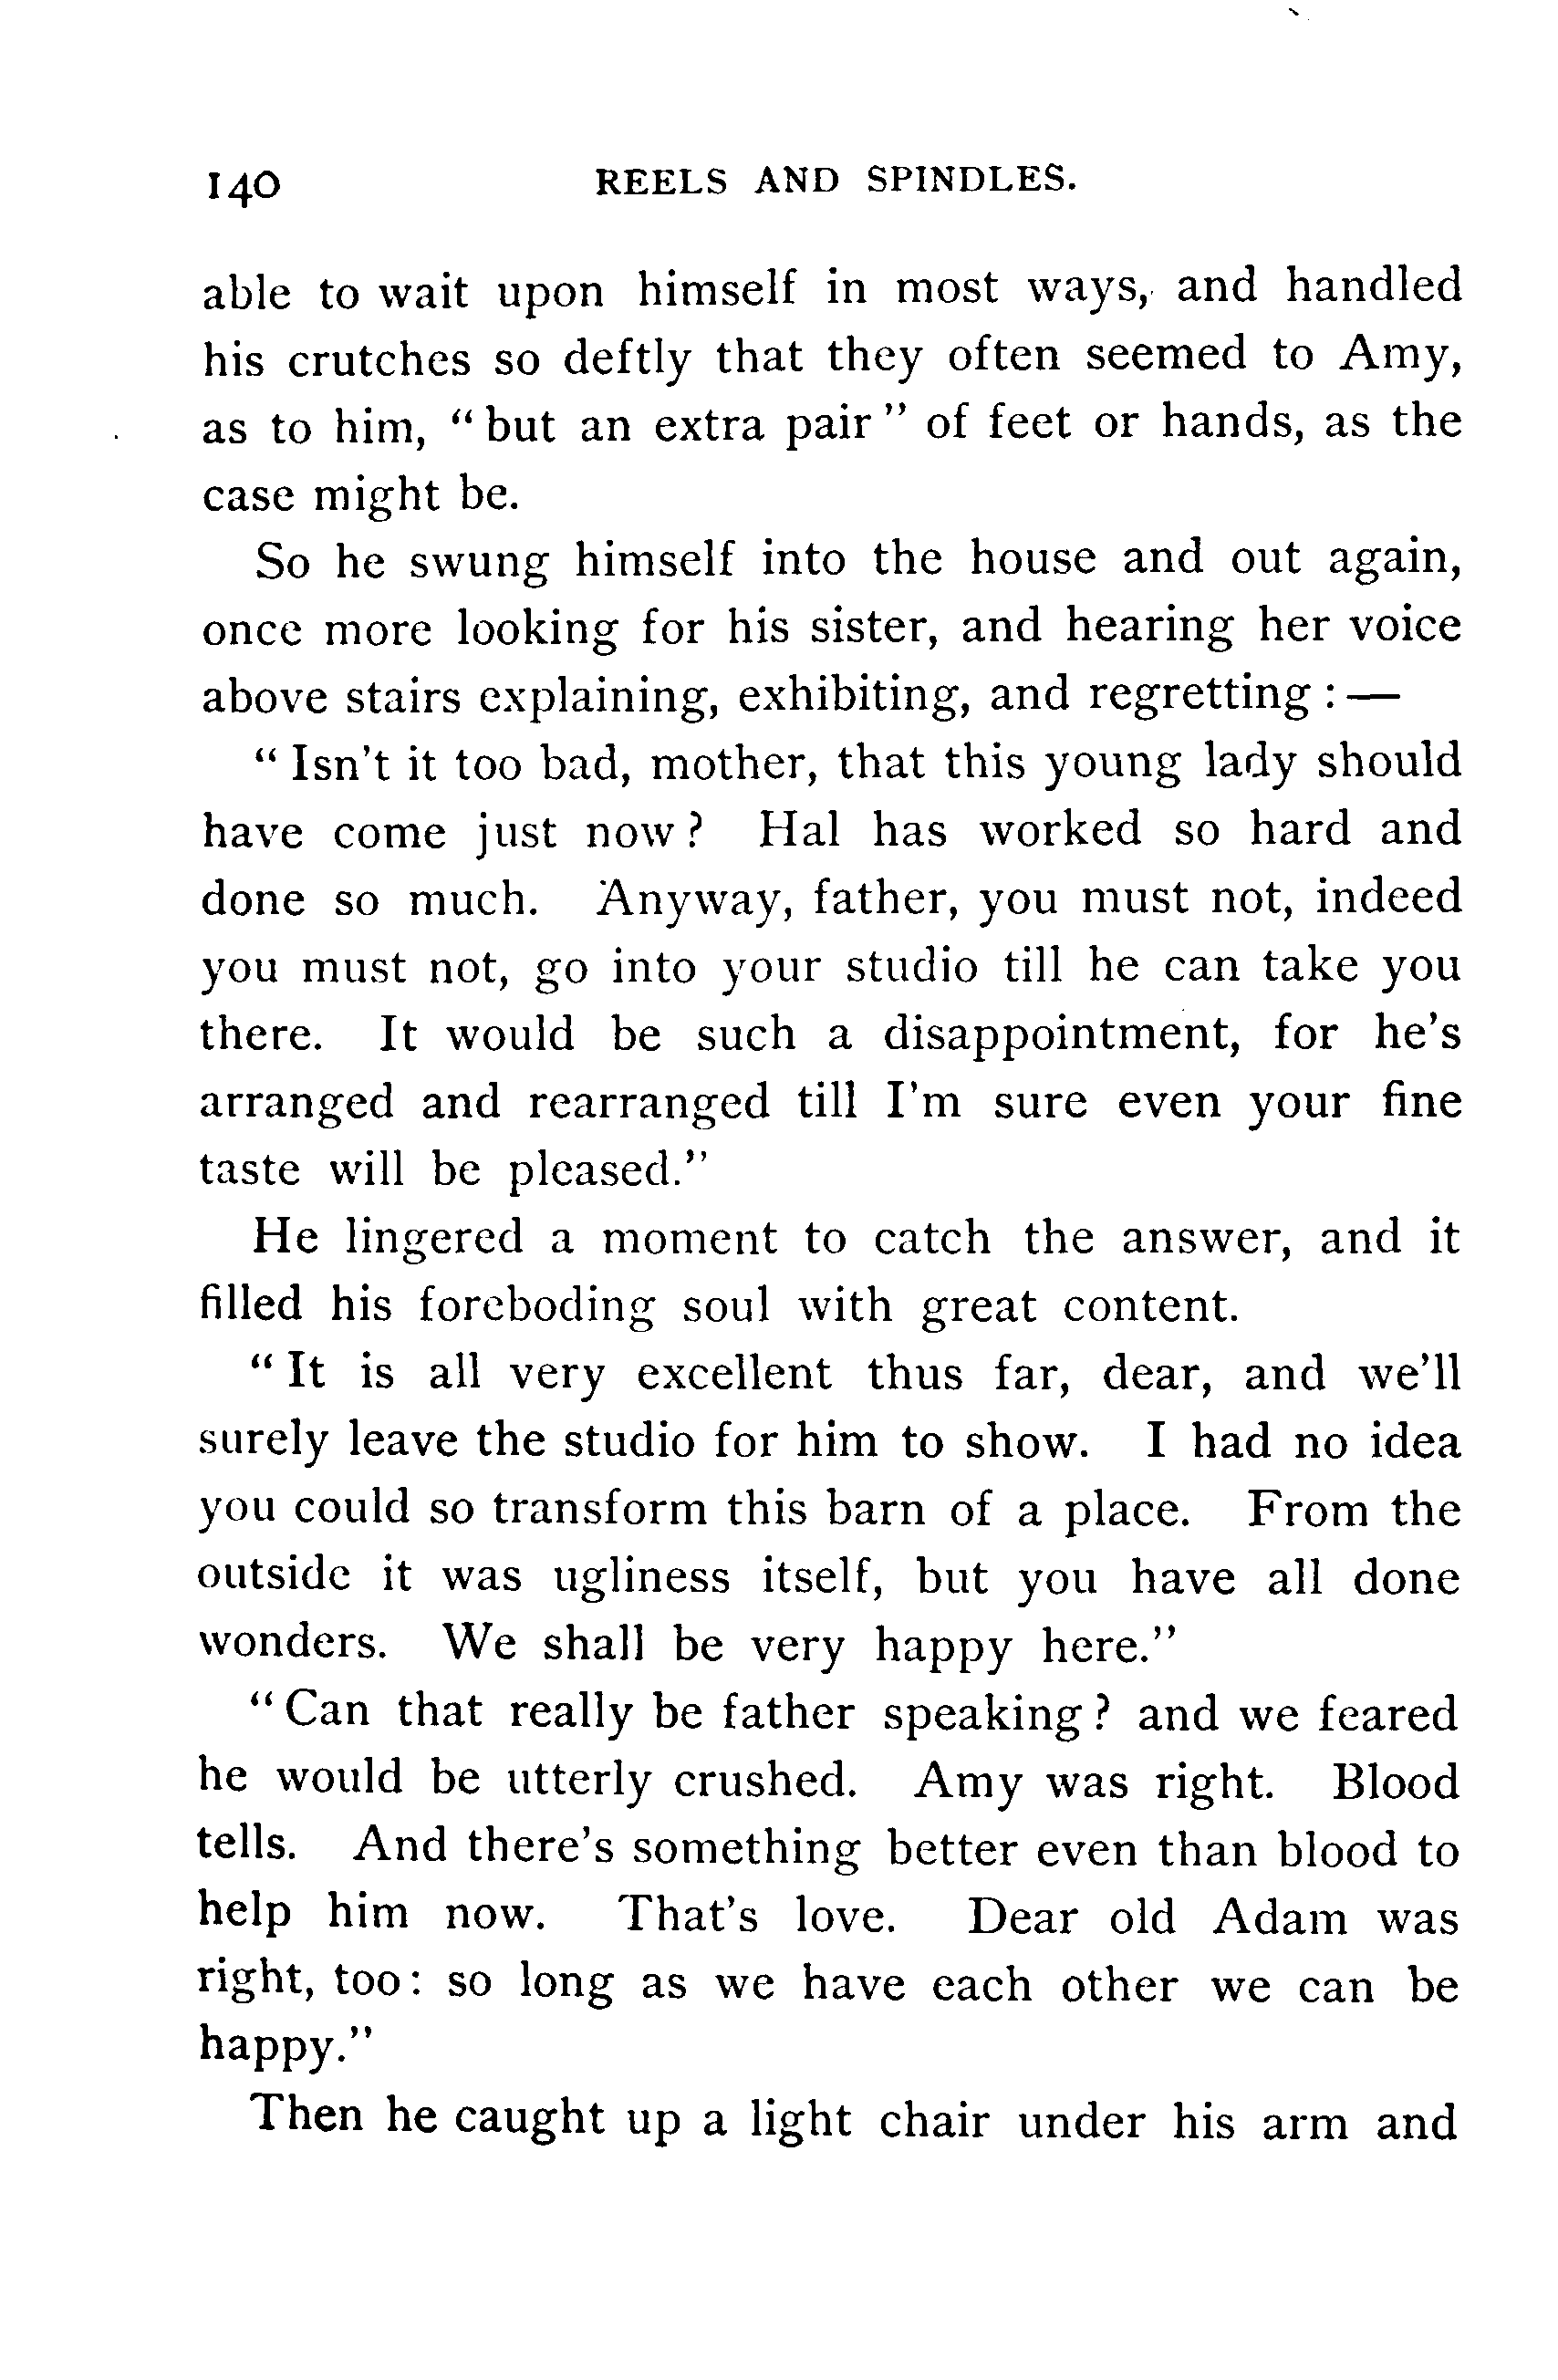 140 REELS AND SPINDLES.
able to wait upon himself in most ways, and handled
his crutches so deftly that they often seemed to Amy,
as to him, “but an extra pair” of feet or hands, as the
case might be.
So he swung himself into the house and out again,
once more looking for his sister, and hearing her voice
above stairs explaining, exhibiting, and regretting:—
“Isn't it too bad, mother, that this young lady should
have come just now? Hal has worked so hard and
done so much. Anyway, father, you must not, indeed
you must not, go into your studio till he can take you
there. It would be such a disappointment, for he's
arranged and rearranged till I'm sure even your fine
taste will be pleased.”
He lingered a moment to catch the answer, and it
filled his foreboding soul with great content.
“It is all very excellent thus far, dear, and we'll
surely leave the studio for him to show. I had no idea
you could so transform this barn of a place. From the
outside it was ugliness itself, but you have all done
wonders. We shall be very happy here.”
“Can that really be father speaking? and we feared
he would be utterly crushed. Amy was right. Blood
tells. And there's something better even than blood to
help him now. That's love. Dear old Adam was
right, too: so long as we have each other we can be
happy.”
Then he caught up a light chair under his arm and